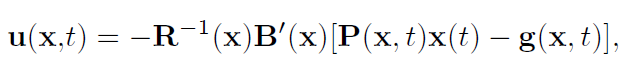 u(x,t) = −R⁻¹(x)B′(x)[P(x, t)x(t) − g(x, t)],